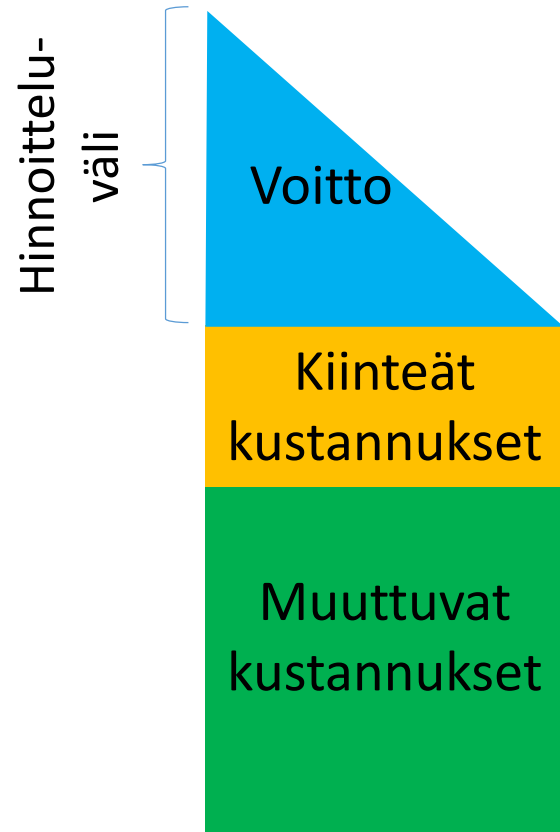 Hinnoittelu-
väli
Voitto
Kiinteät
kustannukset
Muuttuvat
kustannukset